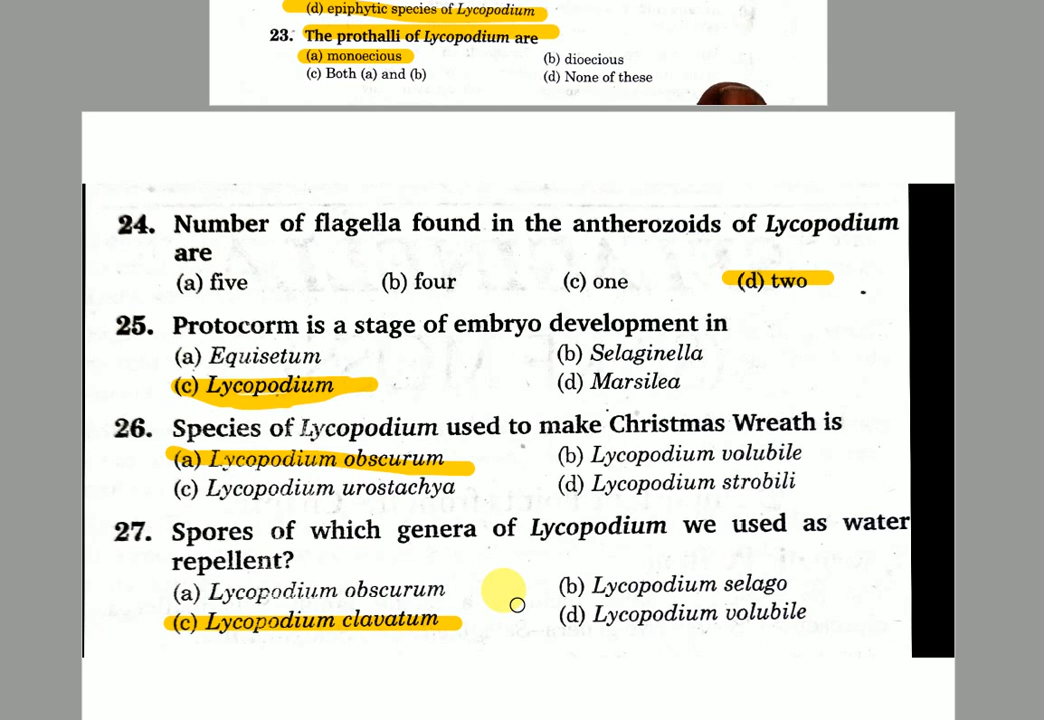 (d) epiphytic species of Lycopodium
23. The prothalli of Lycopodium are
(a) monoecious (b) dioecious
(c) Both (a) and (b) (d) None of these
24. Number of flagella found in the antherozoids of Lycopodium
are
(a) five (b) four (c) one (d) two
25. Protocorm is a stage of embryo development in
(a) Equisetum (b) Selaginella
(c) Lycopodium (d) Marsilea
26. Species of Lycopodium used to make Christmas Wreath is
(a) Lycopodium obscurum (b) Lycopodium volubile
(c) Lycopodium urostachya (d) Lycopodium strobili
27. Spores of which genera of Lycopodium we used as water
repellent?
(a) Lycopodium obscurum (b) Lycopodium selago
(c) Lycopodium clavatum (d) Lycopodium volubile